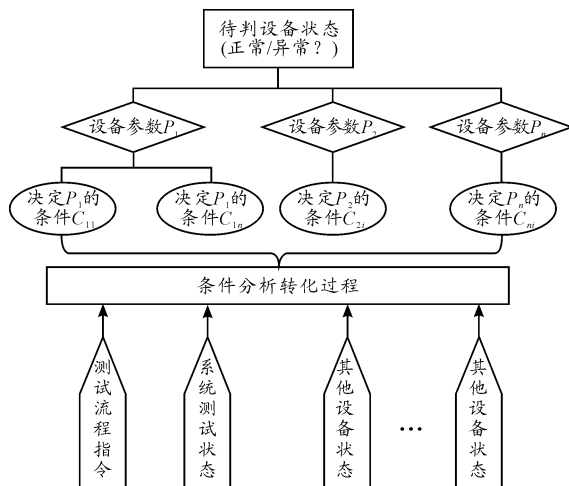 待判设备状态
(正常/异常？)
设备参数P₁
设备参数P₂
设备参数Pₙ
决定P₁的
条件C₁₁
决定P₁的
条件C₁ₙ
决定P₂的
条件C₂ᵢ
决定Pₙ的
条件Cₙᵢ
条件分析转化过程
测试流程指令
系统测试状态
其他设备状态
…
其他设备状态